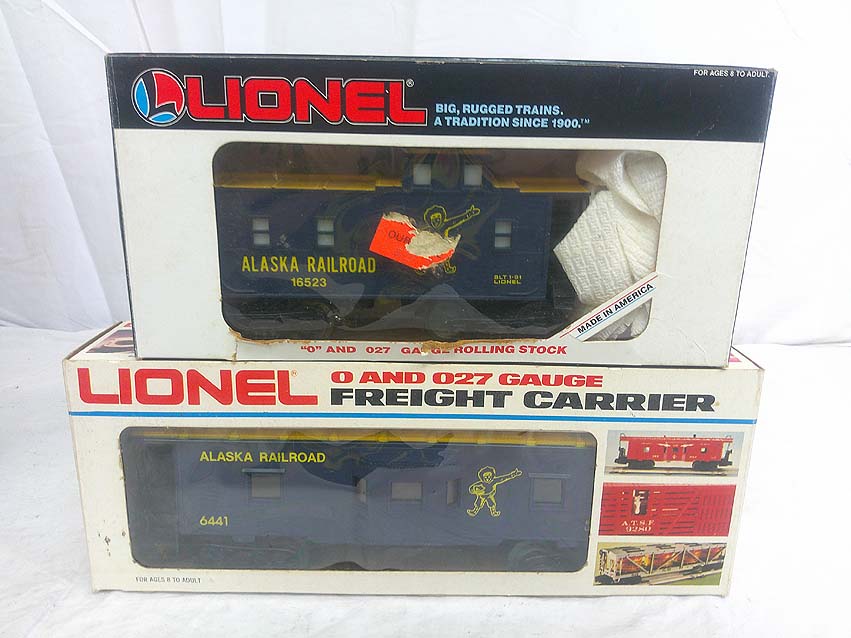 LIONEL®
BIG, RUGGED TRAINS.
A TRADITION SINCE 1900.™
FOR AGES 8 TO ADULT.
ALASKA RAILROAD
16523
BLT 1-91
LIONEL
MADE IN AMERICA
"O" AND 027 GAUGE ROLLING STOCK
LIONEL®
O AND O27 GAUGE
FREIGHT CARRIER
ALASKA RAILROAD
6441
A.T.S.F.
9280
FOR AGES 8 TO ADULT